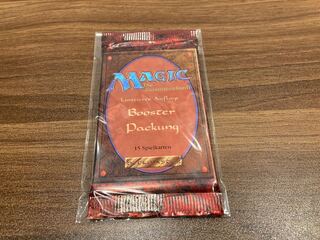 Magic
Limitierte Auflage
Booster
Packung
15 Spielkarten